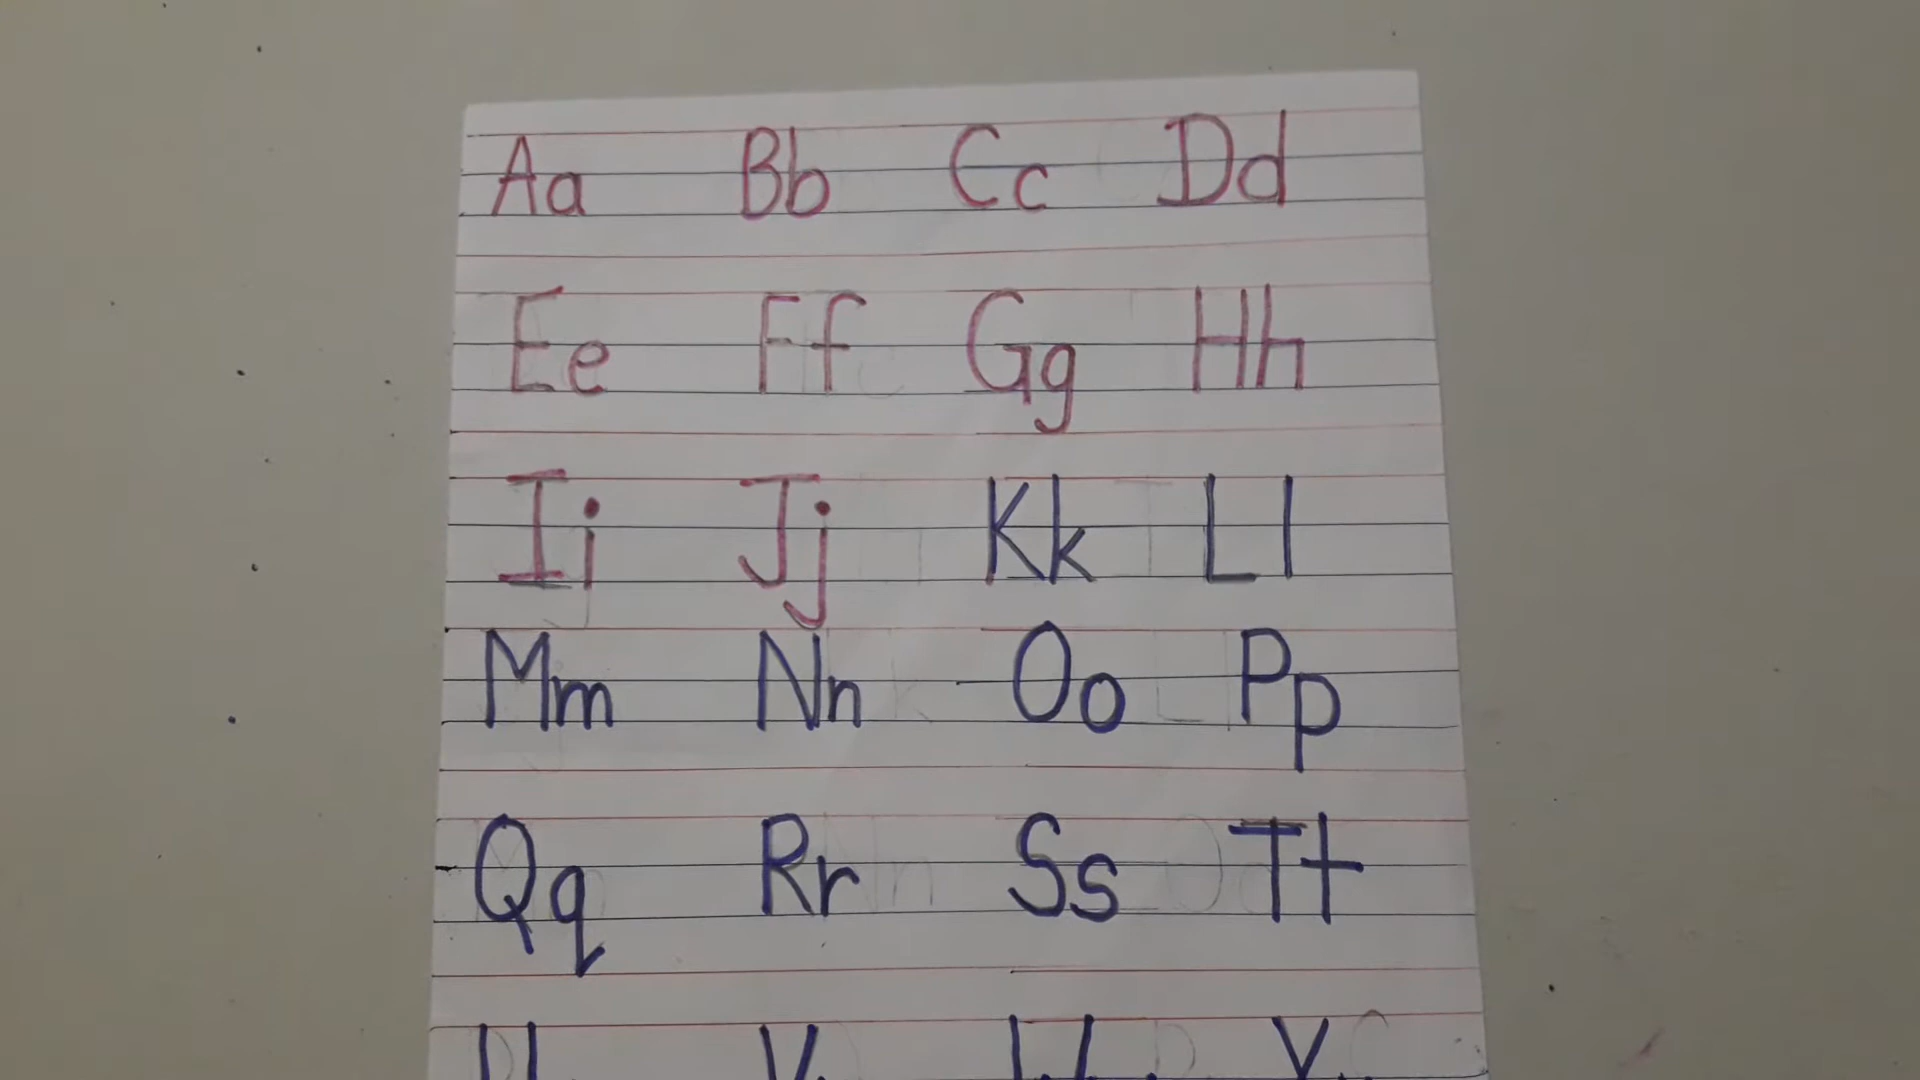 Aa Bb Cc Dd
Ee Ff Gg Hh
Ii Jj Kk Ll
Mm Nn Oo Pp
Qq Rr Ss Tt